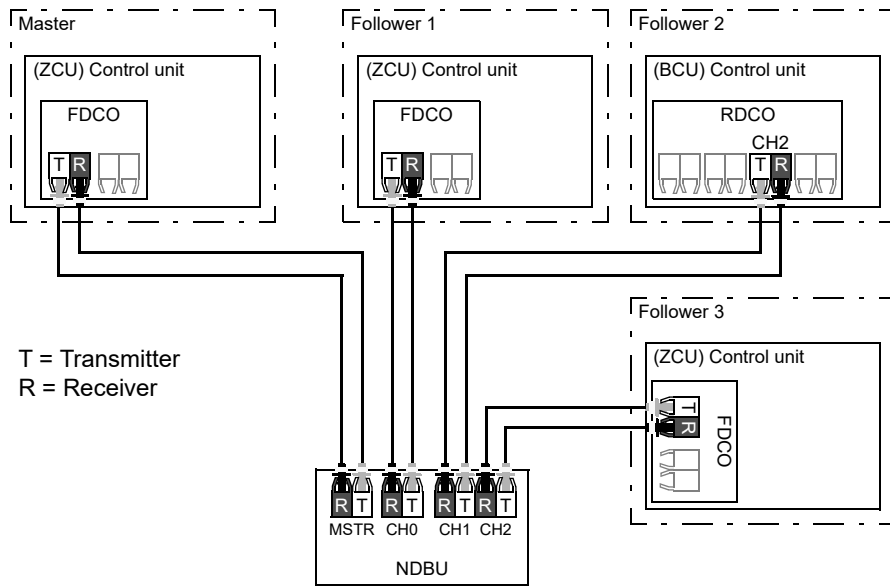 Master
(ZCU) Control unit
FDCO
T R
Follower 1
(ZCU) Control unit
FDCO
T R
Follower 2
(BCU) Control unit
RDCO
CH2
T R
Follower 3
(ZCU) Control unit
FDCO
T R
T = Transmitter
R = Receiver
R T R T R T R T
MSTR CH0 CH1 CH2
NDBU